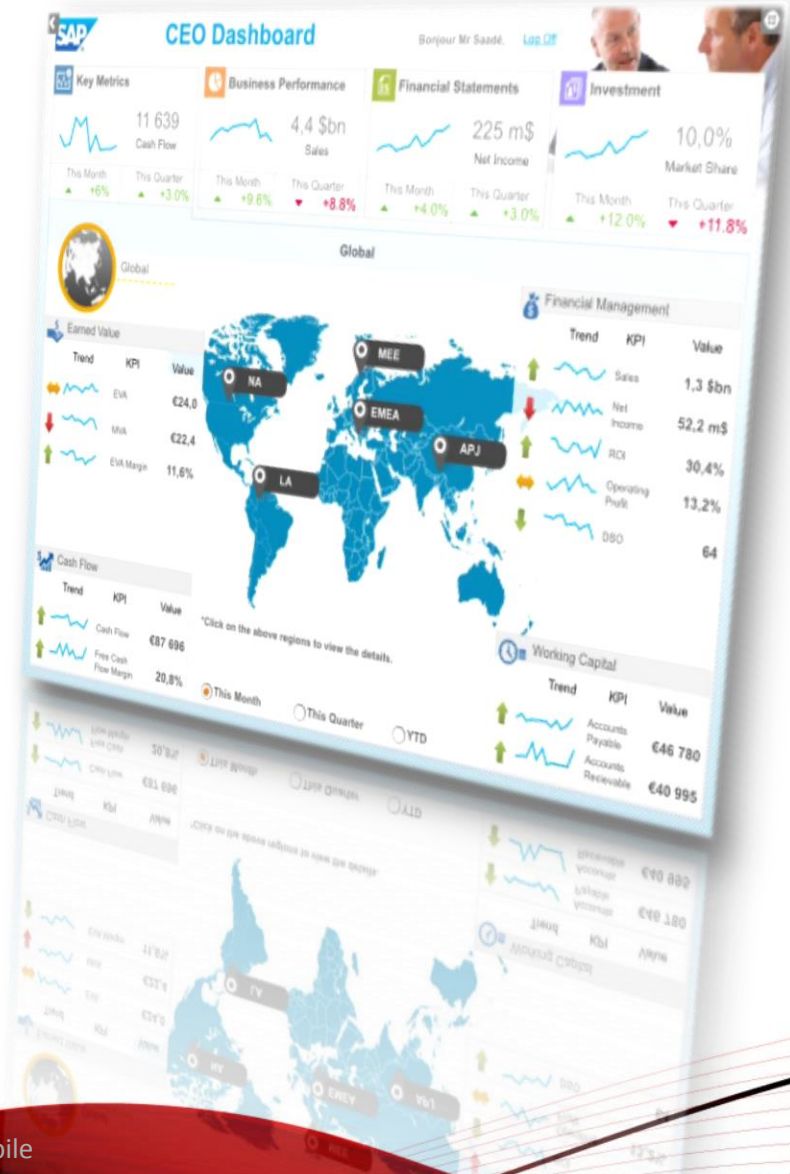 SAP
CEO Dashboard
Bonjour Mr Saadé.
Log Off
Key Metrics
11 639
Cash Flow
This Month
+6%
This Quarter
+3.0%
Business Performance
4,4 $bn
Sales
This Month
+9.6%
This Quarter
+8.8%
Financial Statements
225 m$
Net Income
This Month
+4.0%
This Quarter
+3.0%
Investment
10,0%
Market Share
This Month
+12.0%
This Quarter
+11.8%
Global
Global
Earned Value
Trend KPI Value
EVA €24,0
MVA €22,4
EVA Margin 11,6%
NA
MEE
EMEA
APJ
LA
Financial Management
Trend KPI Value
Sales 1,3 $bn
Net
Income 52,2 m$
ROI 30,4%
Operating
Profit 13,2%
DBO 64
Cash Flow
Trend KPI Value
Cash Flow €87 696
Free Cash
Flow Margin 20,8%
*Click on the above regions to view the details.
This Month
This Quarter
YTD
Working Capital
Trend KPI Value
Accounts
Payable €46 780
Accounts
Recievable €40 995